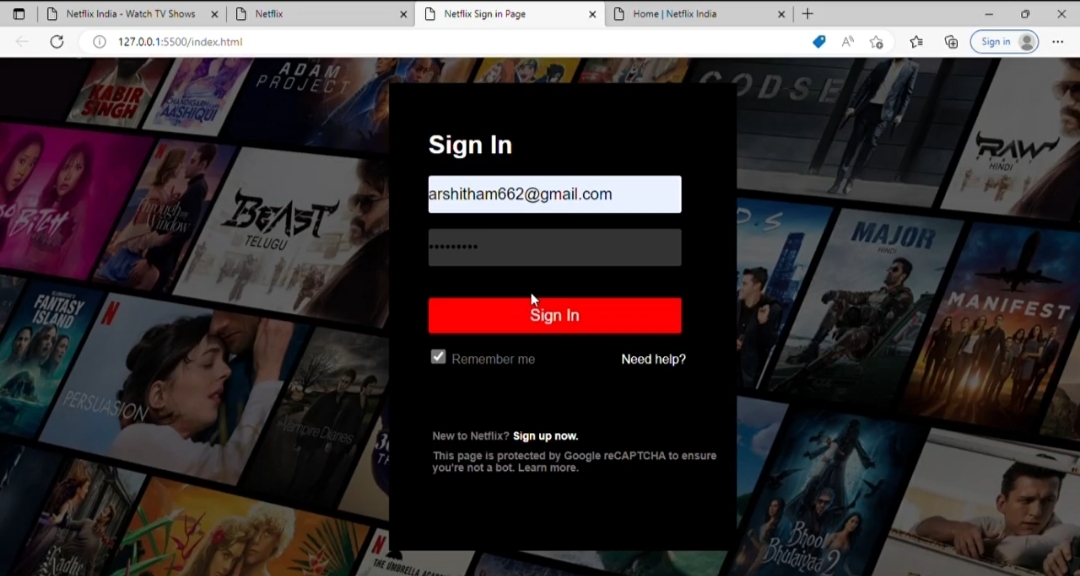 Netflix India - Watch TV Shows
Netflix
Netflix Sign in Page
Home | Netflix India
127.0.0.1:5500/index.html
Sign in
KABIR SINGH
CHANDIGARH KARE AASHIQUI
ADAM PROJECT
GODSE
RAW
HINDI
BEAST
TELUGU
MAJOR
MANIFEST
FANTASY ISLAND
N
PERSUASION
The Vampire Diaries
Bhool Bhulaiyaa 2
N
THE UMBRELLA ACADEMY
Sign In
arshitham662@gmail.com
•••••••••
Sign In
Remember me
Need help?
New to Netflix? Sign up now.
This page is protected by Google reCAPTCHA to ensure
you're not a bot. Learn more.